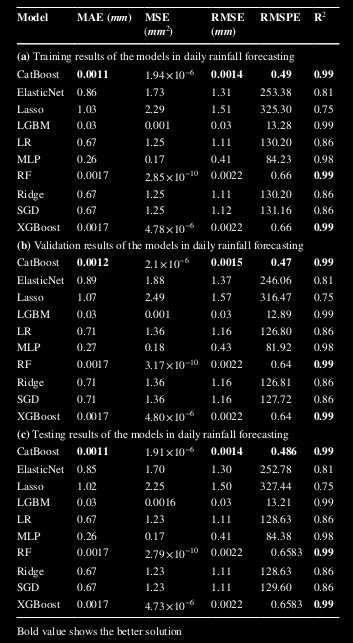 Model MAE (mm) MSE (mm²) RMSE (mm) RMSPE R²
(a) Training results of the models in daily rainfall forecasting
CatBoost 0.0011 1.94×10⁻⁶ 0.0014 0.49 0.99
ElasticNet 0.86 1.73 1.31 253.38 0.81
Lasso 1.03 2.29 1.51 325.30 0.75
LGBM 0.03 0.001 0.03 13.28 0.99
LR 0.67 1.25 1.11 130.20 0.86
MLP 0.26 0.17 0.41 84.23 0.98
RF 0.0017 2.85×10⁻¹⁰ 0.0022 0.66 0.99
Ridge 0.67 1.25 1.11 130.20 0.86
SGD 0.67 1.25 1.12 131.16 0.86
XGBoost 0.0017 4.78×10⁻⁶ 0.0022 0.66 0.99
(b) Validation results of the models in daily rainfall forecasting
CatBoost 0.0012 2.1×10⁻⁶ 0.0015 0.47 0.99
ElasticNet 0.89 1.88 1.37 246.06 0.81
Lasso 1.07 2.49 1.57 316.47 0.75
LGBM 0.03 0.001 0.03 12.89 0.99
LR 0.71 1.36 1.16 126.80 0.86
MLP 0.27 0.18 0.43 81.92 0.98
RF 0.0017 3.17×10⁻¹⁰ 0.0022 0.64 0.99
Ridge 0.71 1.36 1.16 126.81 0.86
SGD 0.71 1.36 1.16 127.72 0.86
XGBoost 0.0017 4.80×10⁻⁶ 0.0022 0.64 0.99
(c) Testing results of the models in daily rainfall forecasting
CatBoost 0.0011 1.91×10⁻⁶ 0.0014 0.486 0.99
ElasticNet 0.85 1.70 1.30 252.78 0.81
Lasso 1.02 2.25 1.50 327.44 0.75
LGBM 0.03 0.0016 0.03 13.21 0.99
LR 0.67 1.23 1.11 128.63 0.86
MLP 0.26 0.17 0.41 84.38 0.98
RF 0.0017 2.79×10⁻¹⁰ 0.0022 0.6583 0.99
Ridge 0.67 1.23 1.11 128.63 0.86
SGD 0.67 1.23 1.11 129.60 0.86
XGBoost 0.0017 4.73×10⁻⁶ 0.0022 0.6583 0.99
Bold value shows the better solution